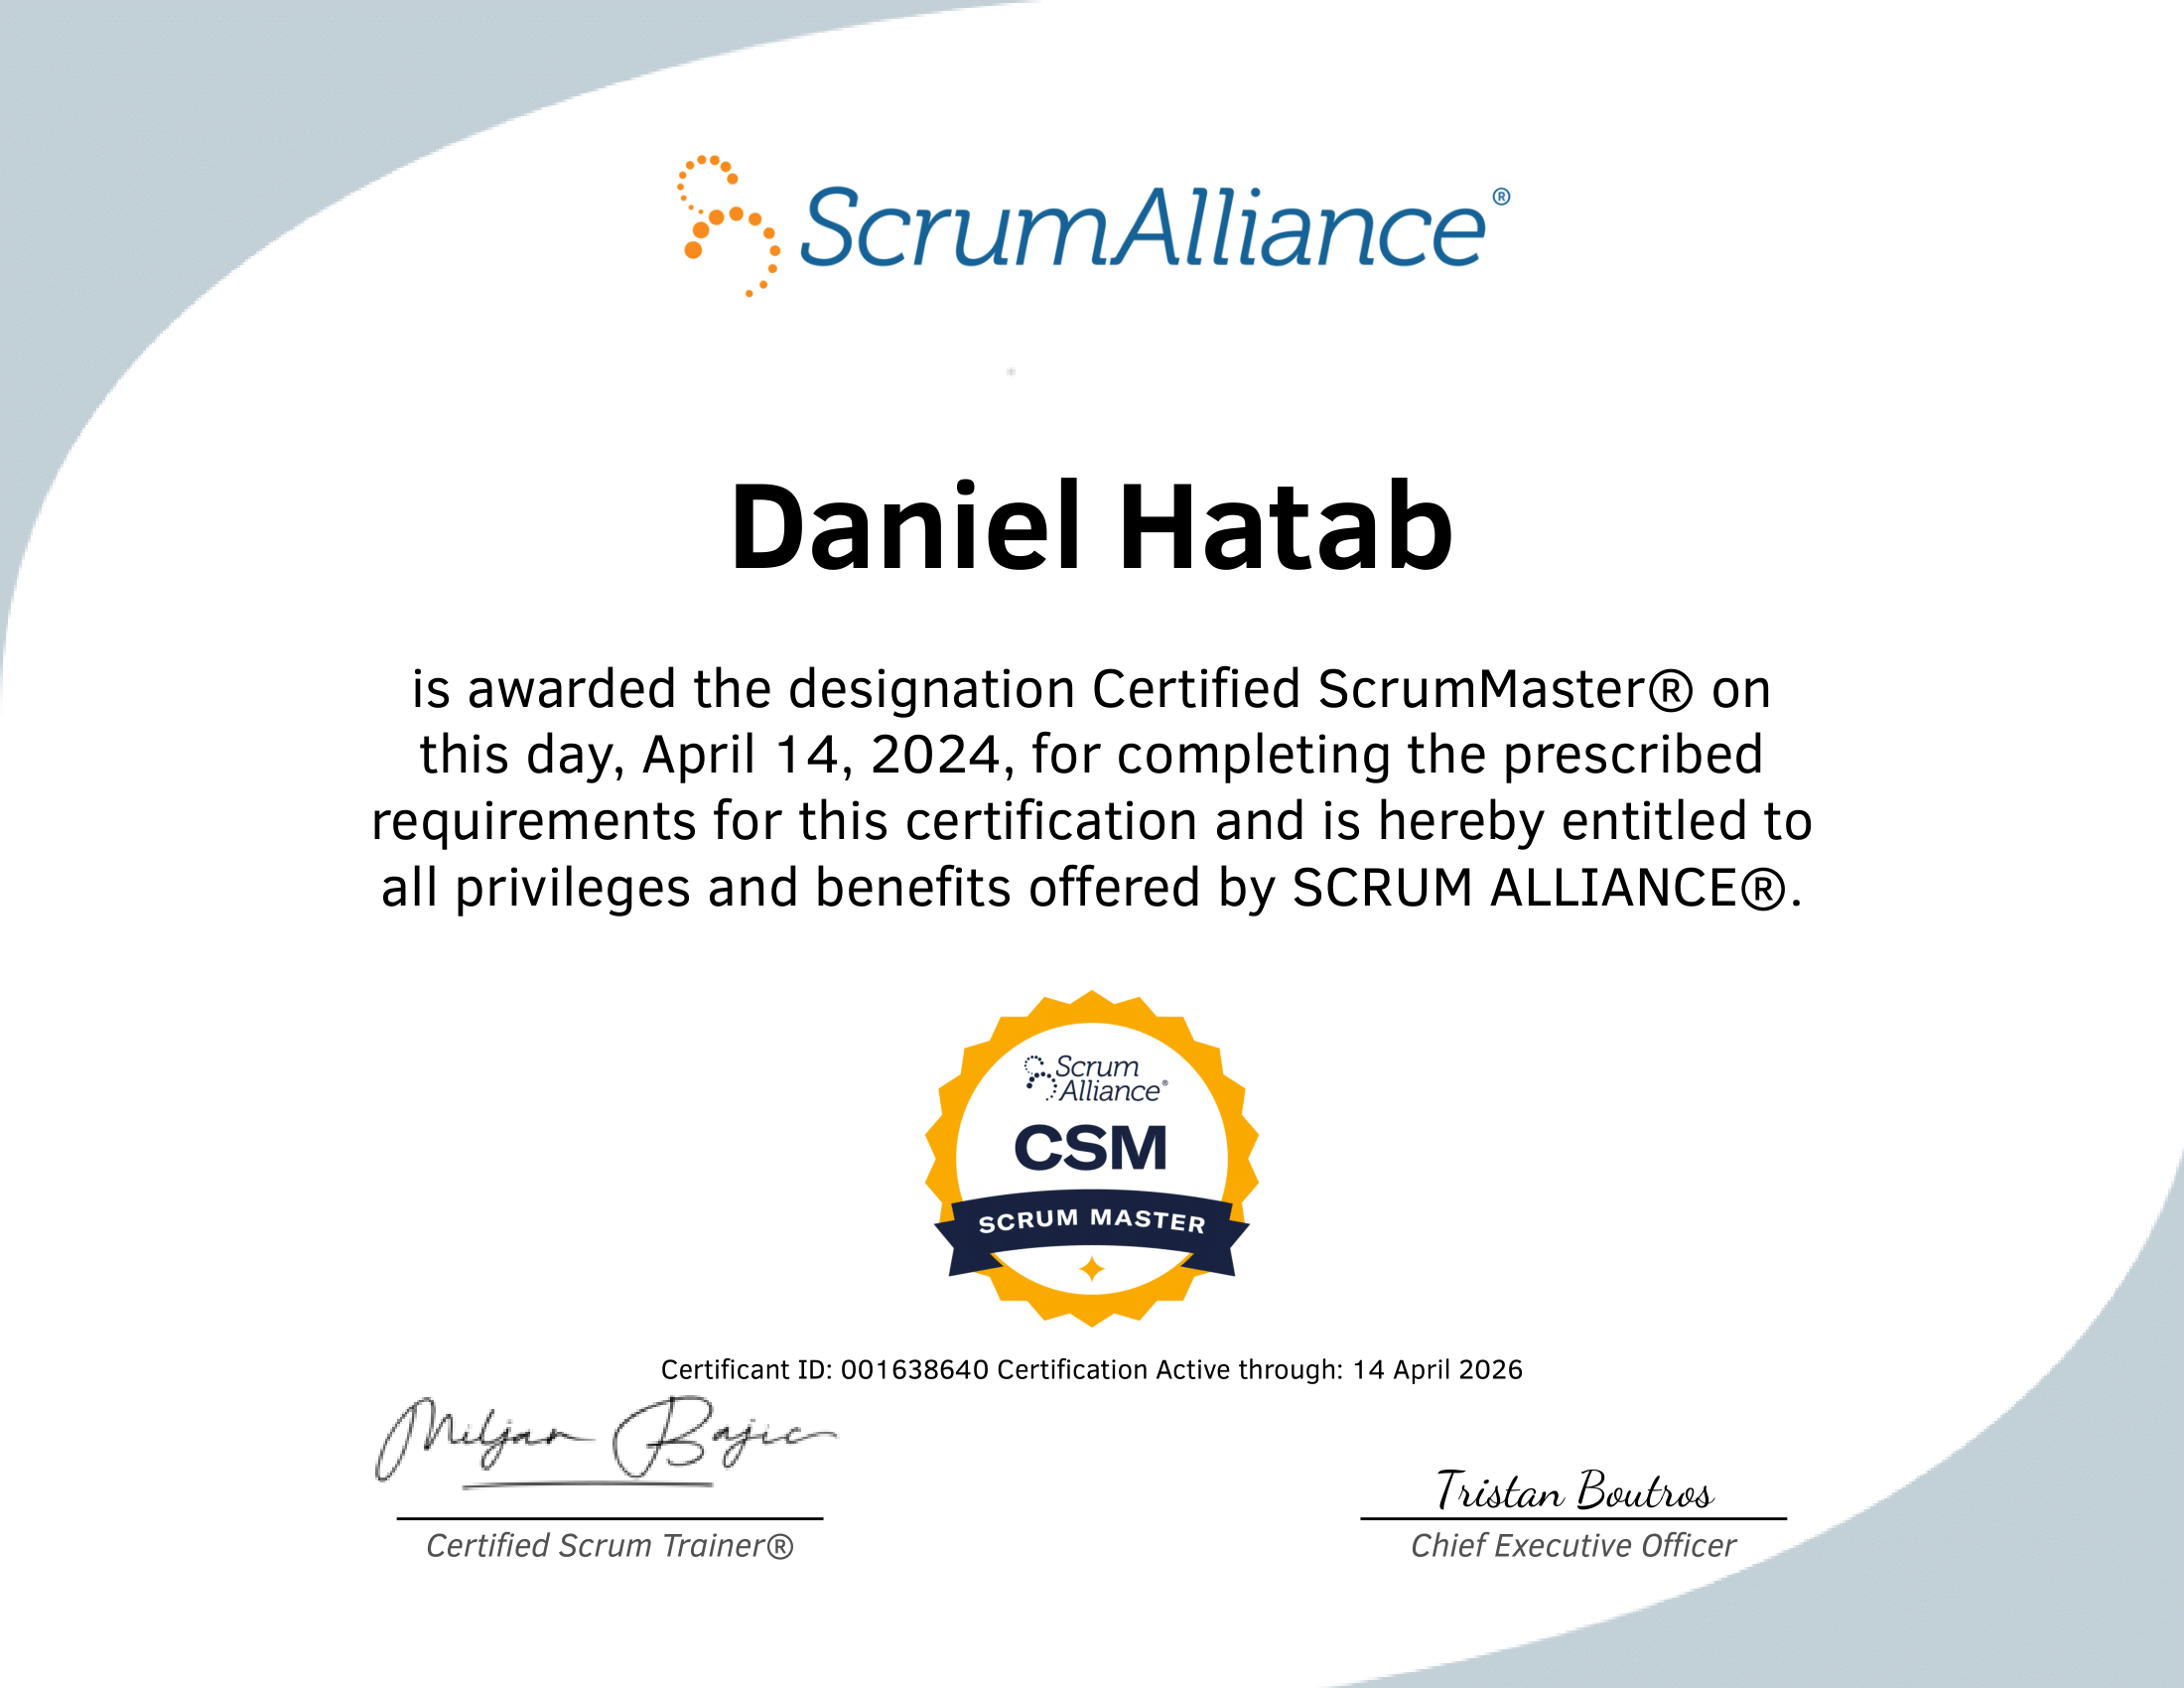 ScrumAlliance®
Daniel Hatab
is awarded the designation Certified ScrumMaster® on
this day, April 14, 2024, for completing the prescribed
requirements for this certification and is hereby entitled to
all privileges and benefits offered by SCRUM ALLIANCE®.
Scrum
Alliance®
CSM
SCRUM MASTER
Certificant ID: 001638640 Certification Active through: 14 April 2026
Miljan Bajic
Tristan Boutros
Certified Scrum Trainer®
Chief Executive Officer